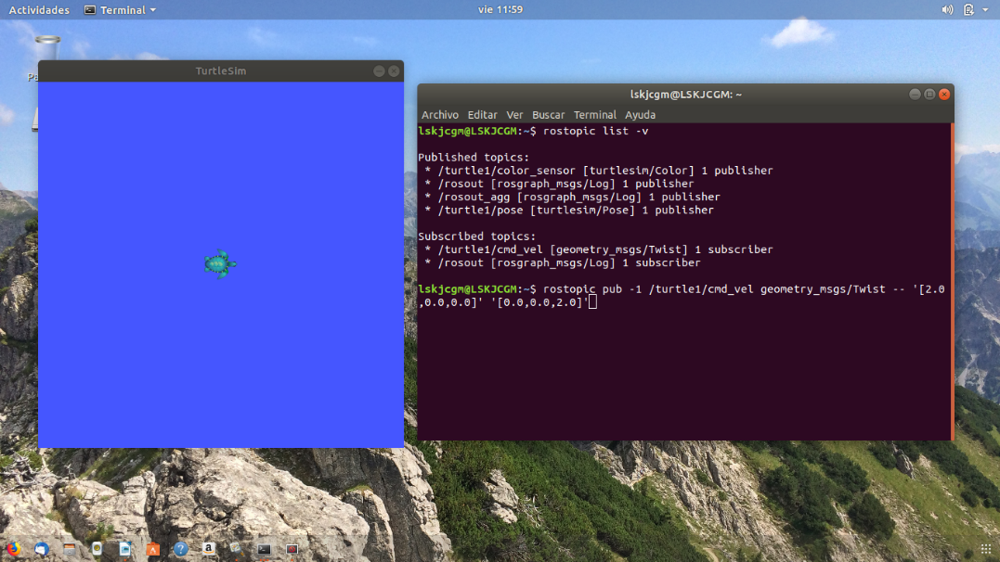 Actividades
Terminal
vie 11:59
TurtleSim
lskjcgm@LSKJCGM: ~
Archivo Editar Ver Buscar Terminal Ayuda
lskjcgm@LSKJCGM:~$ rostopic list -v
Published topics:
* /turtle1/color_sensor [turtlesim/Color] 1 publisher
* /rosout [rosgraph_msgs/Log] 1 publisher
* /rosout_agg [rosgraph_msgs/Log] 1 publisher
* /turtle1/pose [turtlesim/Pose] 1 publisher
Subscribed topics:
* /turtle1/cmd_vel [geometry_msgs/Twist] 1 subscriber
* /rosout [rosgraph_msgs/Log] 1 subscriber
lskjcgm@LSKJCGM:~$ rostopic pub -1 /turtle1/cmd_vel geometry_msgs/Twist -- '[2.0
,0.0,0.0]' '[0.0,0.0,2.0]'